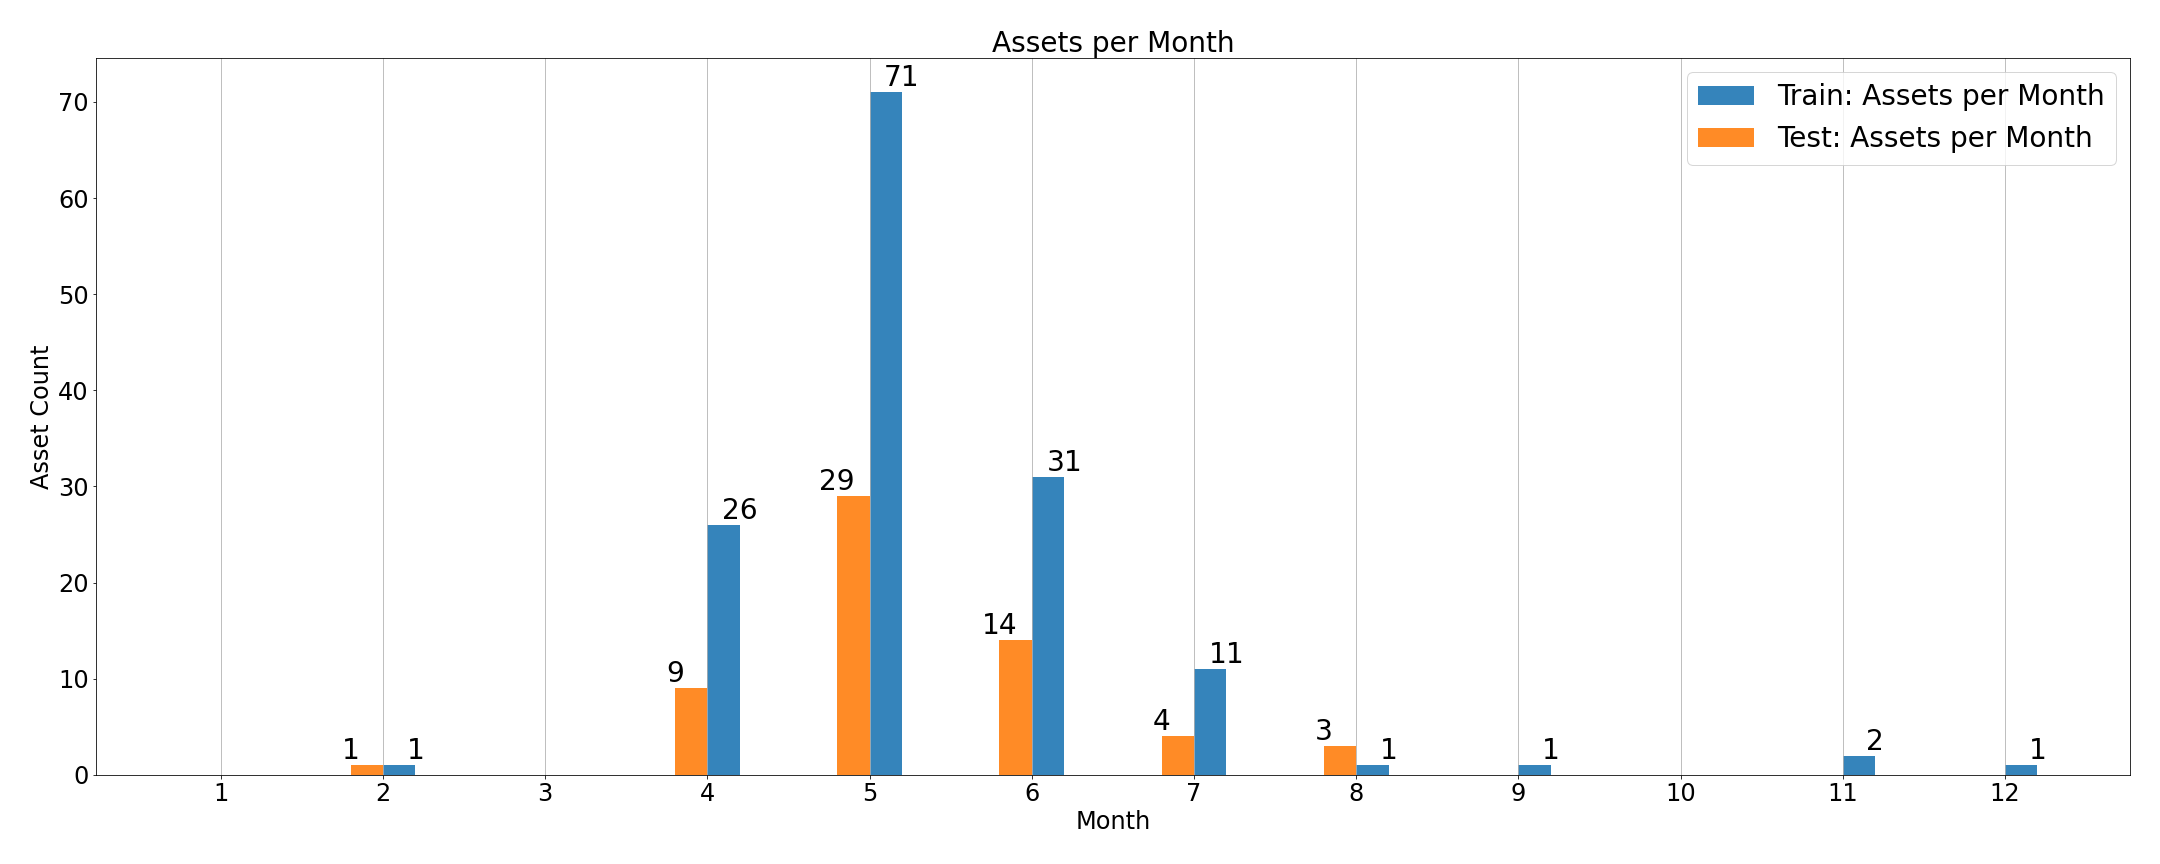 Assets per Month
Train: Assets per Month
Test: Assets per Month
Asset Count
70
60
50
40
30
20
10
0
1 1
9 26
29 71
14 31
4 11
3 1
1
2
1
1 2 3 4 5 6 7 8 9 10 11 12
Month